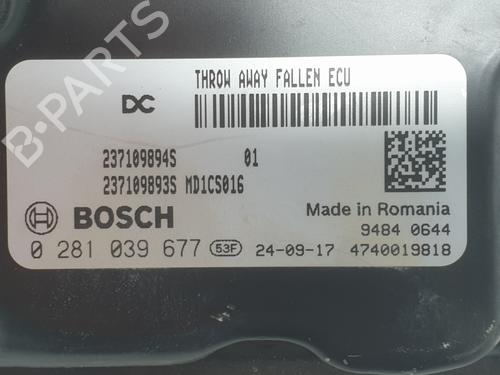 THROW AWAY FALLEN ECU
DC
237109894S 01
237109893S MD1CS016
BOSCH
Made in Romania
9484 0644
0 281 039 677 53F 24-09-17 4740019818
B-PARTS